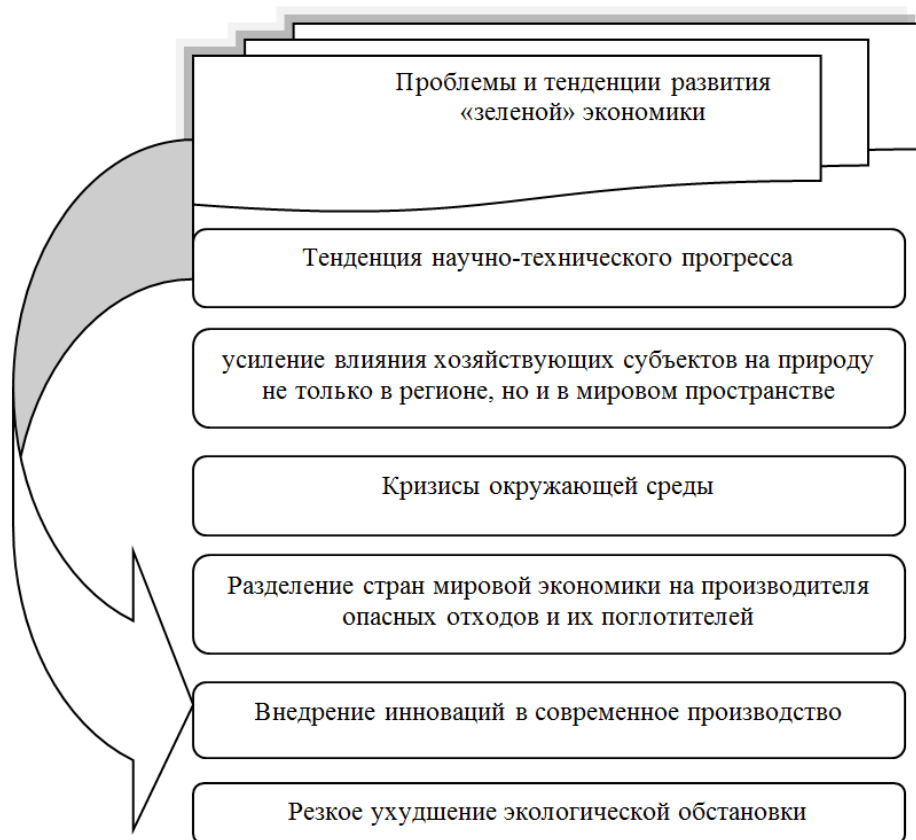 Проблемы и тенденции развития
«зеленой» экономики
Тенденция научно-технического прогресса
усиление влияния хозяйствующих субъектов на природу
не только в регионе, но и в мировом пространстве
Кризисы окружающей среды
Разделение стран мировой экономики на производителя
опасных отходов и их поглотителей
Внедрение инноваций в современное производство
Резкое ухудшение экологической обстановки